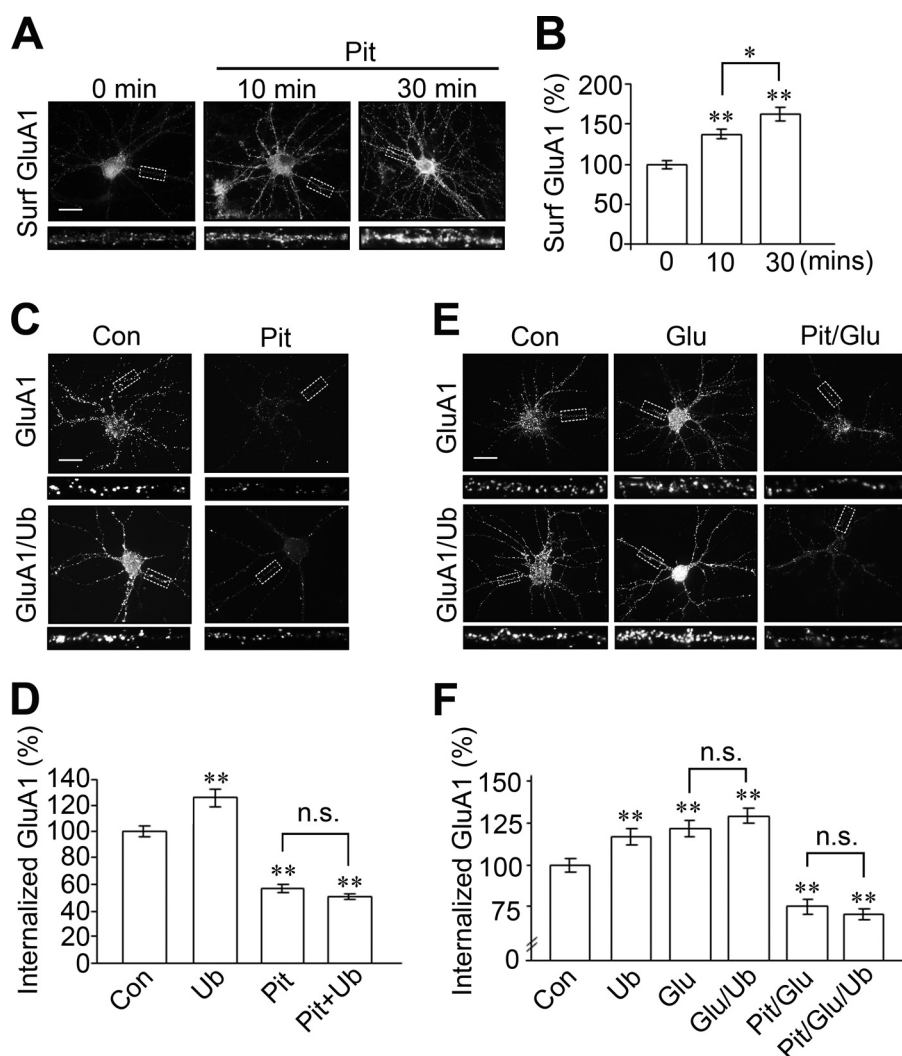 A
Pit
0 min 10 min 30 min
Surf GluA1
B
Surf GluA1 (%)
200
150
100
50
0
*
** **
0 10 30 (mins)
C
Con Pit
GluA1
GluA1/Ub
E
Con Glu Pit/Glu
GluA1
GluA1/Ub
D
Internalized GluA1 (%)
140
120
100
80
60
40
20
0
**
n.s.
** **
Con Ub Pit Pit+Ub
F
Internalized GluA1 (%)
150
125
100
75
0
n.s.
** ** **
n.s.
** **
Con Ub Glu Glu/Ub Pit/Glu Pit/Glu/Ub